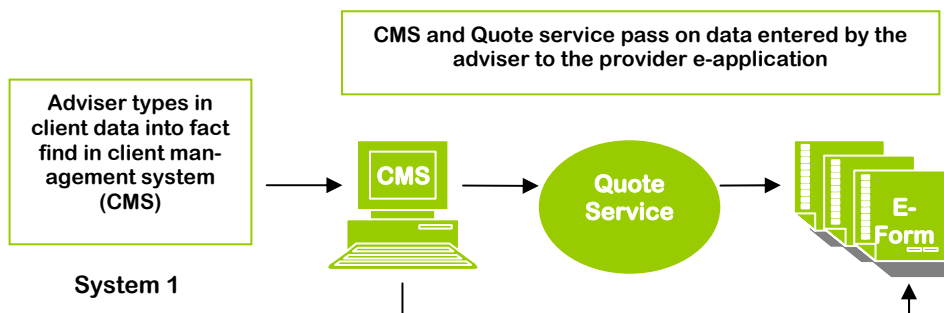 CMS and Quote service pass on data entered by the
adviser to the provider e-application
Adviser types in
client data into fact
find in client man-
agement system
(CMS)
CMS
Quote
Service
E-
Form
System 1